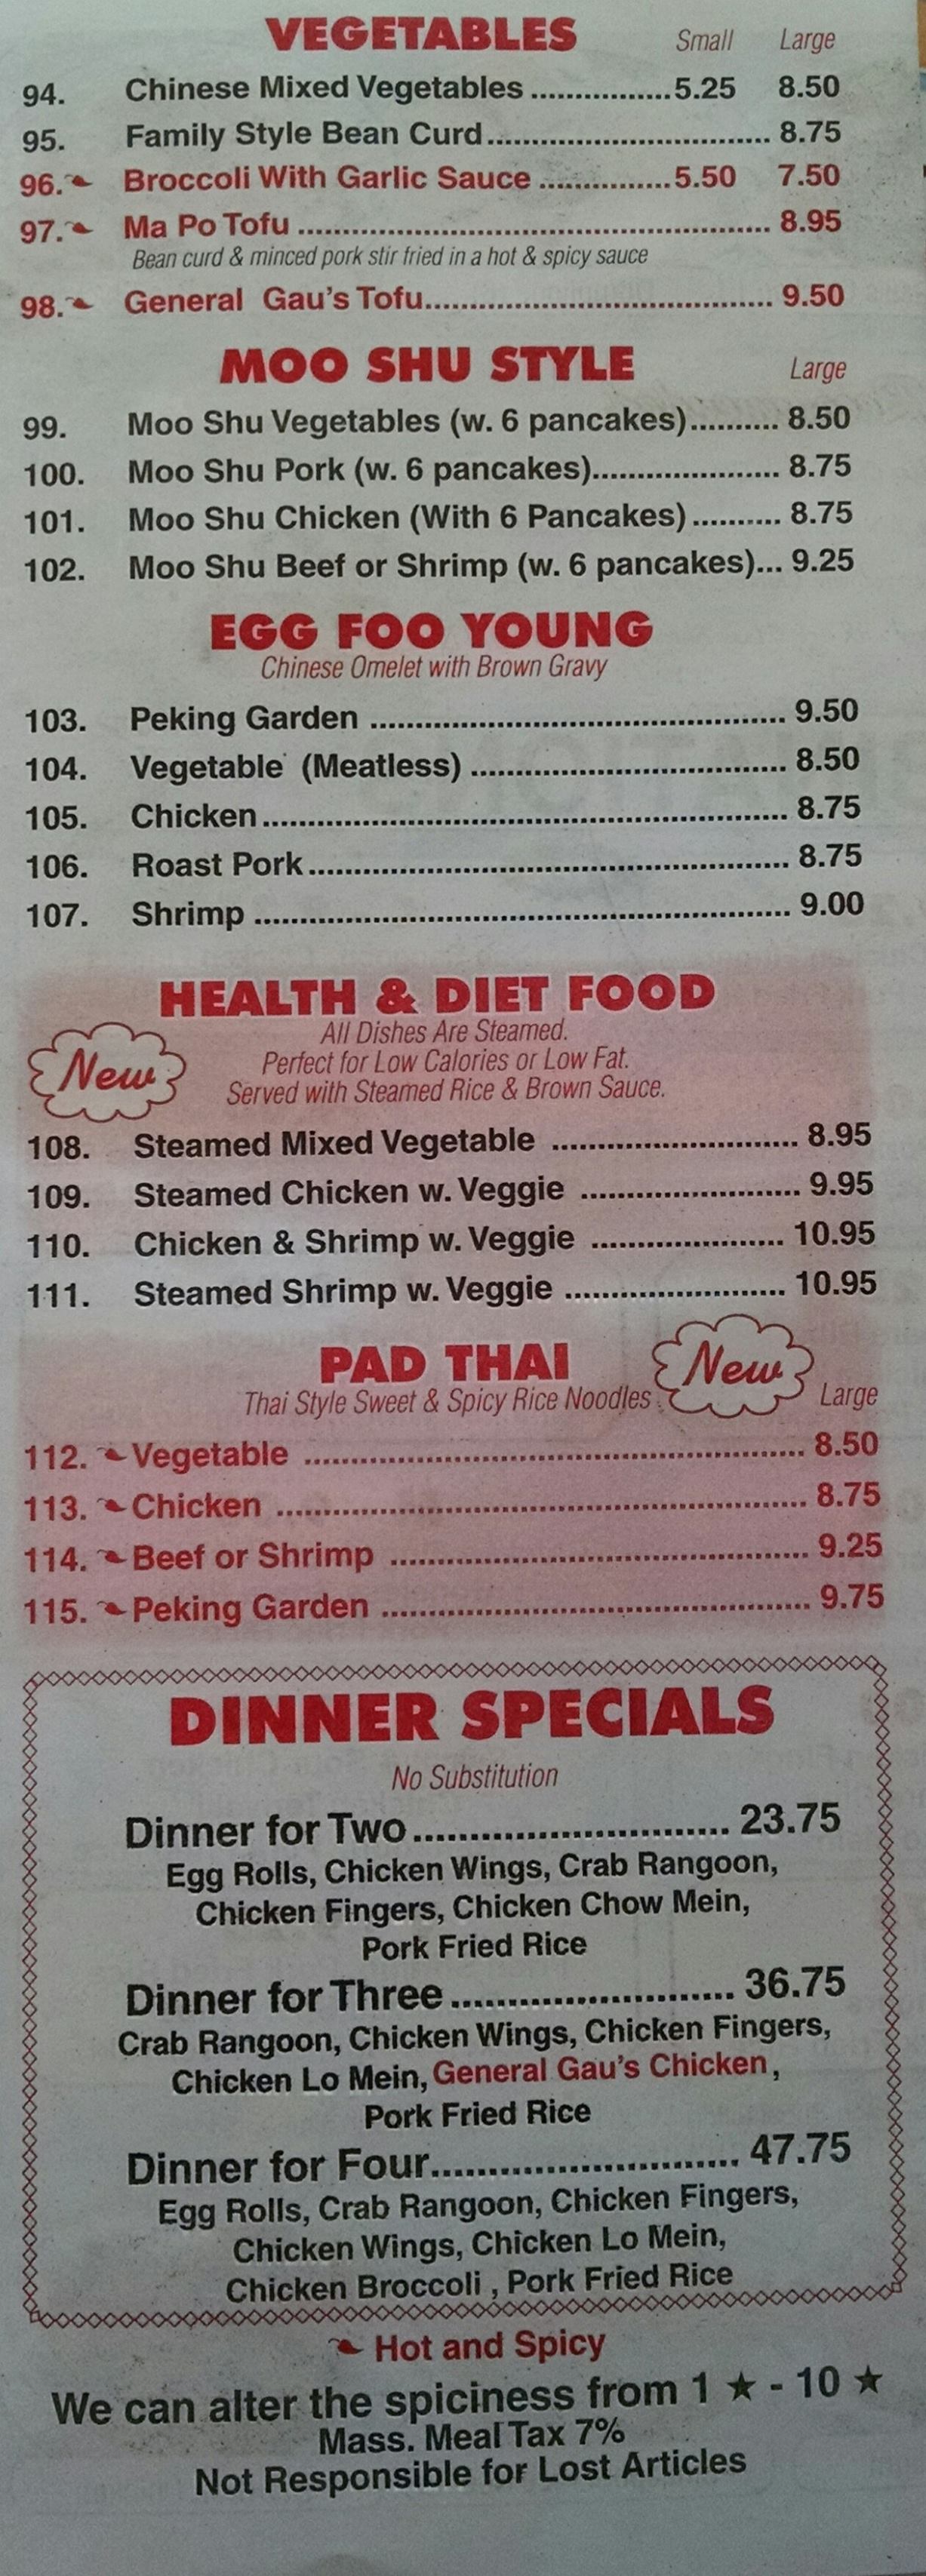 VEGETABLES Small Large
94. Chinese Mixed Vegetables ................5.25 8.50
95. Family Style Bean Curd................................ 8.75
96. Broccoli With Garlic Sauce ...............5.50 7.50
97. Ma Po Tofu ..................................................... 8.95
Bean curd & minced pork stir fried in a hot & spicy sauce
98. General Gau's Tofu...................................... 9.50
MOO SHU STYLE Large
99. Moo Shu Vegetables (w. 6 pancakes).......... 8.50
100. Moo Shu Pork (w. 6 pancakes)..................... 8.75
101. Moo Shu Chicken (With 6 Pancakes) .......... 8.75
102. Moo Shu Beef or Shrimp (w. 6 pancakes)... 9.25
EGG FOO YOUNG
Chinese Omelet with Brown Gravy
103. Peking Garden .............................................. 9.50
104. Vegetable (Meatless) ................................... 8.50
105. Chicken.......................................................... 8.75
106. Roast Pork..................................................... 8.75
107. Shrimp ........................................................... 9.00
HEALTH & DIET FOOD
All Dishes Are Steamed.
New Perfect for Low Calories or Low Fat.
Served with Steamed Rice & Brown Sauce.
108. Steamed Mixed Vegetable ........................... 8.95
109. Steamed Chicken w. Veggie ........................ 9.95
110. Chicken & Shrimp w. Veggie ..................... 10.95
111. Steamed Shrimp w. Veggie ........................ 10.95
PAD THAI New
Thai Style Sweet & Spicy Rice Noodles. Large
112. Vegetable ....................................................... 8.50
113. Chicken .......................................................... 8.75
114. Beef or Shrimp .............................................. 9.25
115. Peking Garden ............................................... 9.75
DINNER SPECIALS
No Substitution
Dinner for Two............................ 23.75
Egg Rolls, Chicken Wings, Crab Rangoon,
Chicken Fingers, Chicken Chow Mein,
Pork Fried Rice
Dinner for Three......................... 36.75
Crab Rangoon, Chicken Wings, Chicken Fingers,
Chicken Lo Mein, General Gau's Chicken,
Pork Fried Rice
Dinner for Four........................... 47.75
Egg Rolls, Crab Rangoon, Chicken Fingers,
Chicken Wings, Chicken Lo Mein,
Chicken Broccoli , Pork Fried Rice
Hot and Spicy
We can alter the spiciness from 1 ★ - 10 ★
Mass. Meal Tax 7%
Not Responsible for Lost Articles